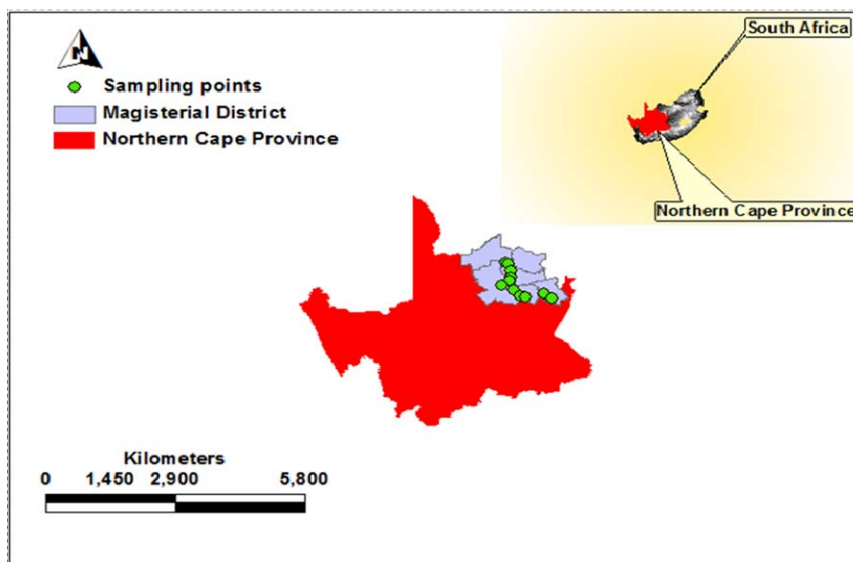 N
Sampling points
Magisterial District
Northern Cape Province
South Africa
Northern Cape Province
Kilometers
0 1,450 2,900 5,800